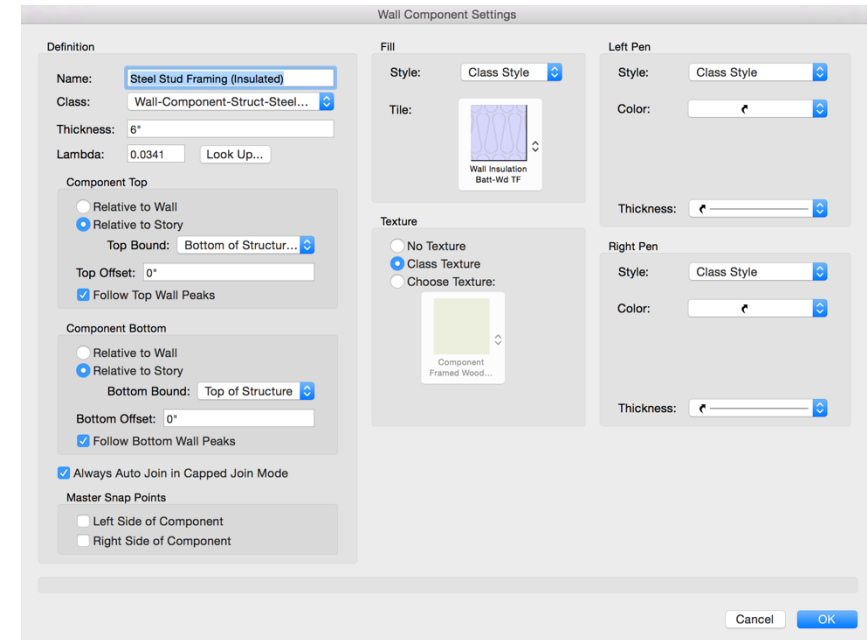 Wall Component Settings
Definition
Name: Steel Stud Framing (Insulated)
Class: Wall-Component-Struct-Steel...
Thickness: 6"
Lambda: 0.0341 Look Up...
Component Top
Relative to Wall
Relative to Story
Top Bound: Bottom of Structur...
Top Offset: 0"
Follow Top Wall Peaks
Component Bottom
Relative to Wall
Relative to Story
Bottom Bound: Top of Structure
Bottom Offset: 0"
Follow Bottom Wall Peaks
Always Auto Join in Capped Join Mode
Master Snap Points
Left Side of Component
Right Side of Component
Fill
Style: Class Style
Tile:
Wall Insulation
Batt-Wd TF
Texture
No Texture
Class Texture
Choose Texture:
Component
Framed Wood...
Left Pen
Style: Class Style
Color:
Thickness:
Right Pen
Style: Class Style
Color:
Thickness:
Cancel OK